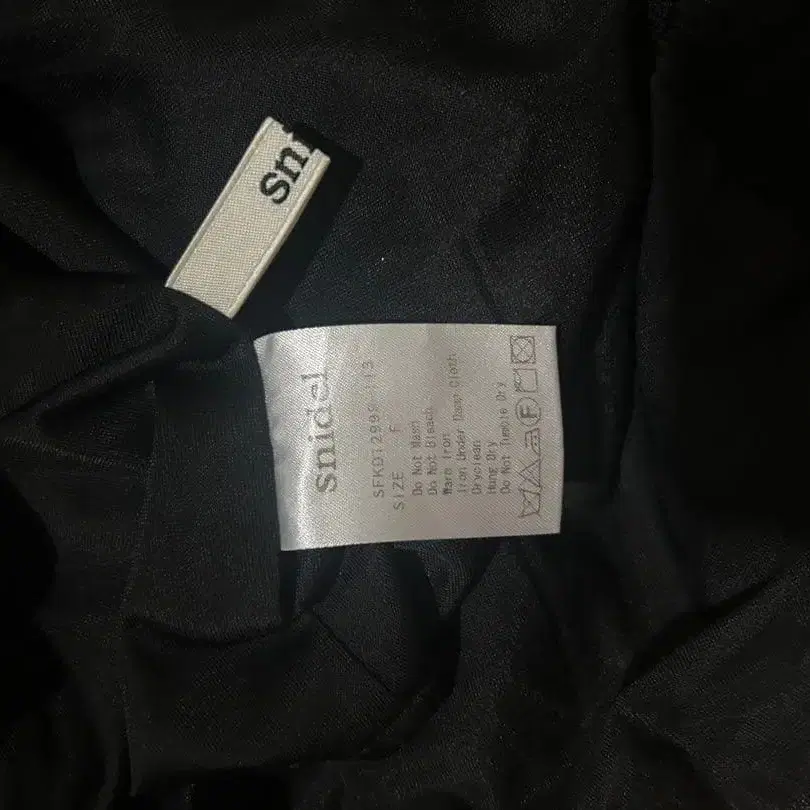 sni
snidel
SIZE F
Do Not Wash
Do Not Bleach
Warm Iron
Iron Under Damp Cloth
Dryclean
Hung Dry
Do Not Tumble Dry
F